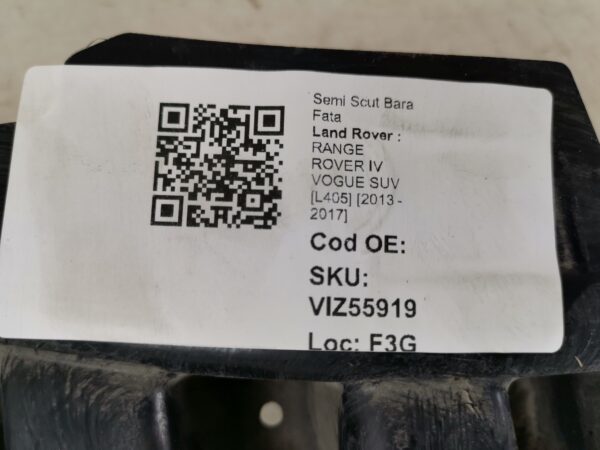 Semi Scut Bara
Fata
Land Rover :
RANGE
ROVER IV
VOGUE SUV
[L405] [2013 -
2017]
Cod OE:
SKU:
VIZ55919
Loc: F3G